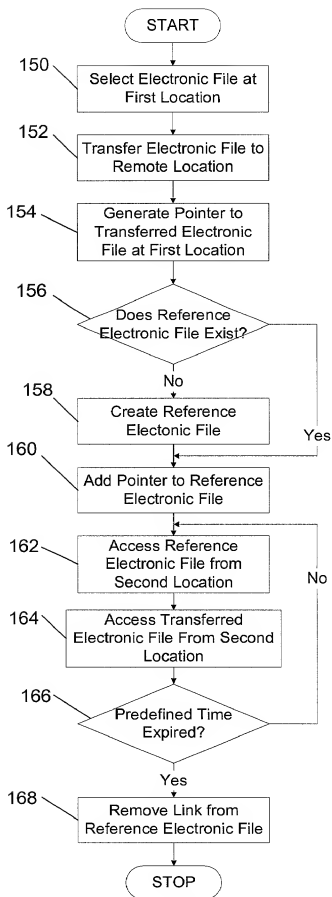 START
150
Select Electronic File at
First Location
152
Transfer Electronic File to
Remote Location
154
Generate Pointer to
Transferred Electronic
File at First Location
156
Does Reference
Electronic File Exist?
No
Yes
158
Create Reference
Electonic File
160
Add Pointer to Reference
Electronic File
162
Access Reference
Electronic File from
Second Location
No
164
Access Transferred
Electronic File From Second
Location
166
Predefined Time
Expired?
Yes
168
Remove Link from
Reference Electronic File
STOP